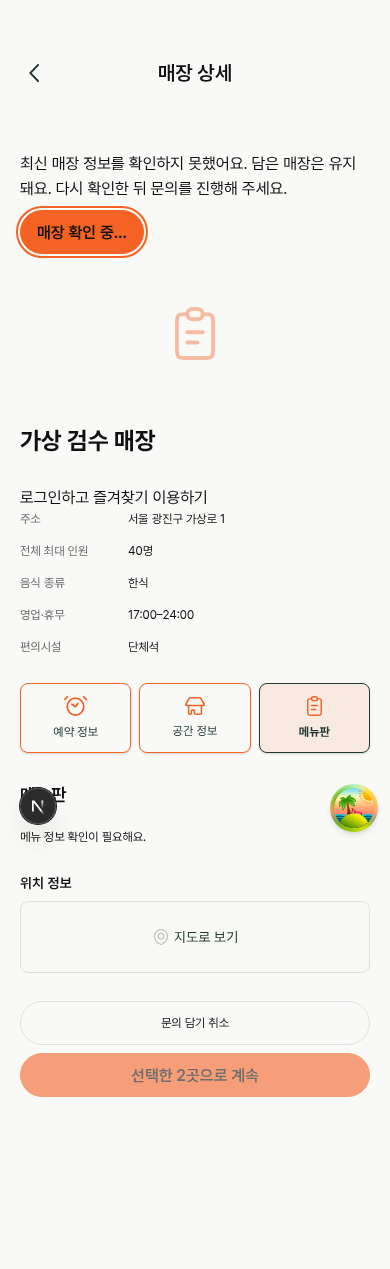 매장 상세
최신 매장 정보를 확인하지 못했어요. 담은 매장은 유지
돼요. 다시 확인한 뒤 문의를 진행해 주세요.
매장 확인 중…
가상 검수 매장
로그인하고 즐겨찾기 이용하기
주소 서울 광진구 가상로 1
전체 최대 인원 40명
음식 종류 한식
영업·휴무 17:00–24:00
편의시설 단체석
예약 정보 공간 정보 메뉴판
N
메뉴 정보 확인이 필요해요.
위치 정보
지도로 보기
문의 담기 취소
선택한 2곳으로 계속